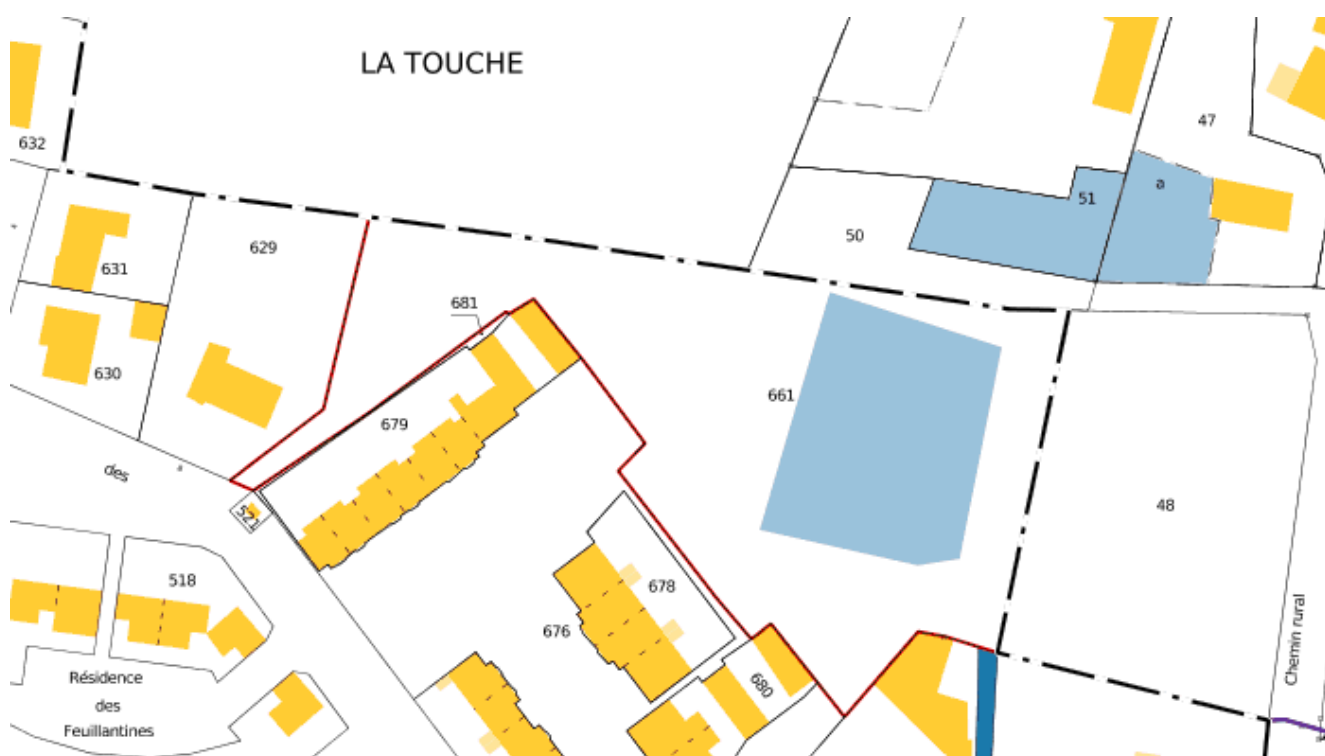 LA TOUCHE
632
47
a
51
50
629
631
681
630
661
679
des
521
48
518
678
676
680
Chemin rural
Résidence
des
Feuillantines